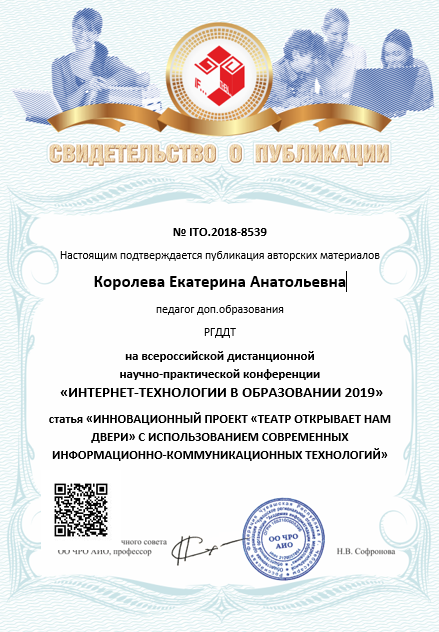 СВИДЕТЕЛЬСТВО О ПУБЛИКАЦИИ
№ ITO.2018-8539
Настоящим подтверждается публикация авторских материалов
Королева Екатерина Анатольевна
педагог доп.образования
РГДДТ
на всероссийской дистанционной
научно-практической конференции
«ИНТЕРНЕТ-ТЕХНОЛОГИИ В ОБРАЗОВАНИИ 2019»
статья «ИННОВАЦИОННЫЙ ПРОЕКТ «ТЕАТР ОТКРЫВАЕТ НАМ
ДВЕРИ» С ИСПОЛЬЗОВАНИЕМ СОВРЕМЕННЫХ
ИНФОРМАЦИОННО-КОММУНИКАЦИОННЫХ ТЕХНОЛОГИЙ»
чного совета
ОО ЧРО АИО, профессор
Н.В. Софронова
ОО ЧРО
АИО